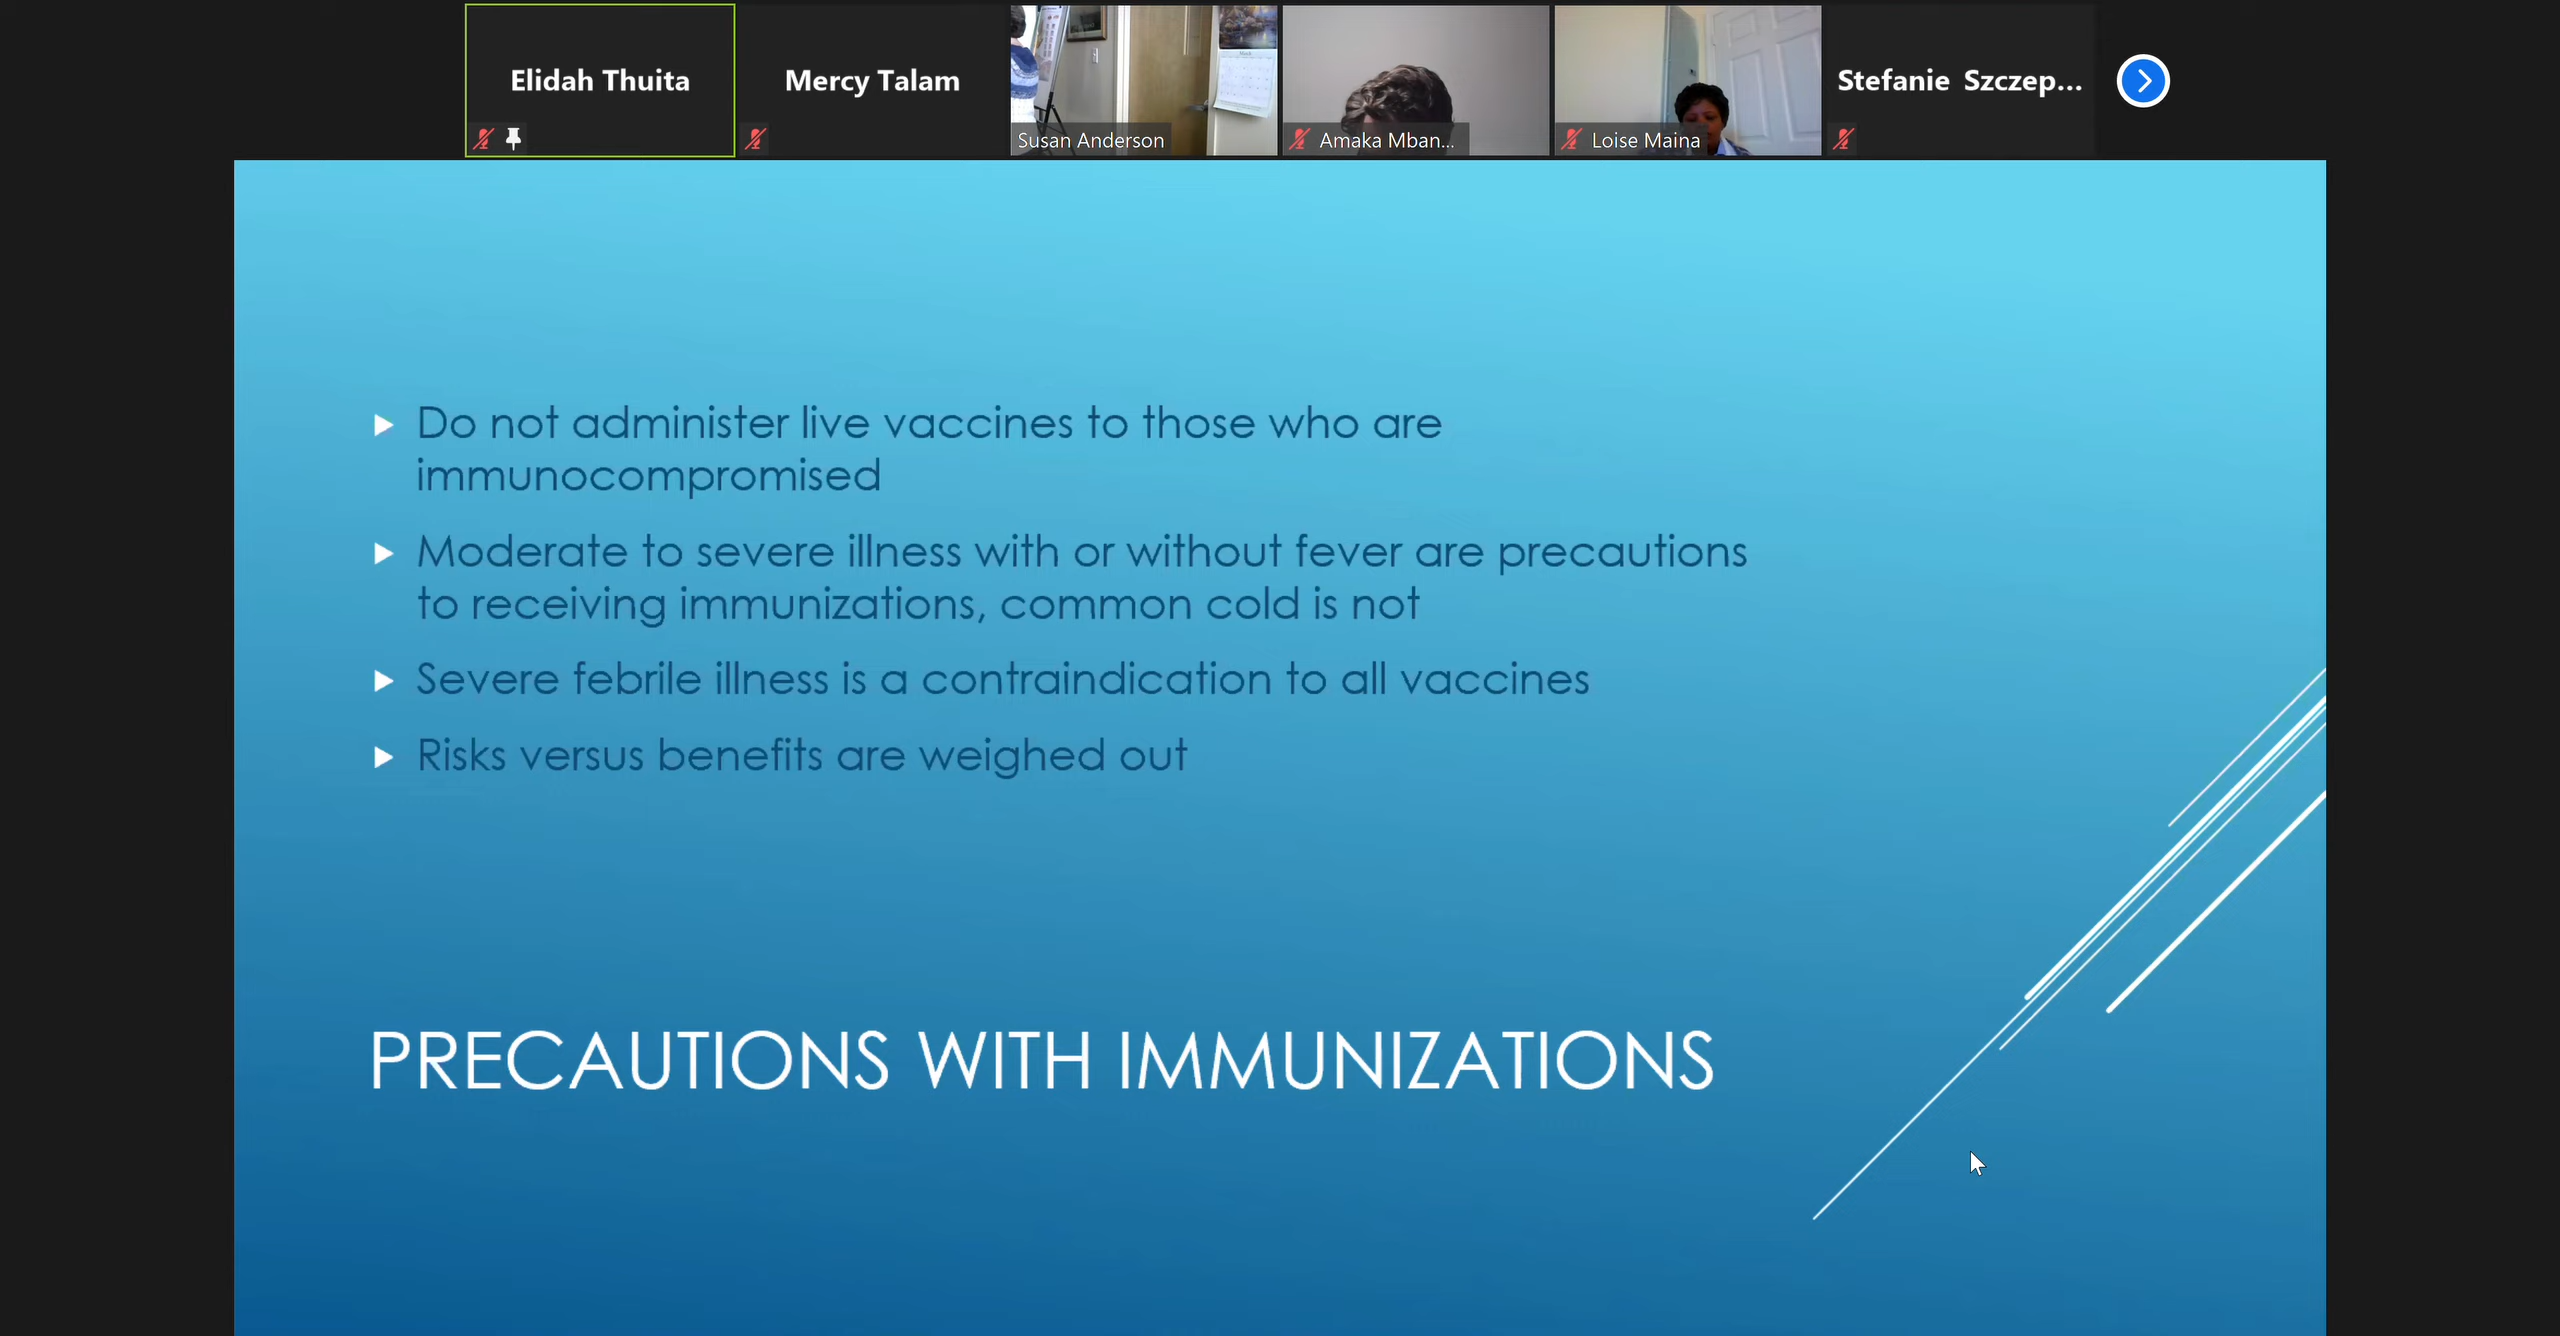 Elidah Thuita
Mercy Talam
Susan Anderson
Amaka Mban...
Loise Maina
Stefanie Szczep...
Do not administer live vaccines to those who are
immunocompromised
Moderate to severe illness with or without fever are precautions
to receiving immunizations, common cold is not
Severe febrile illness is a contraindication to all vaccines
Risks versus benefits are weighed out
PRECAUTIONS WITH IMMUNIZATIONS